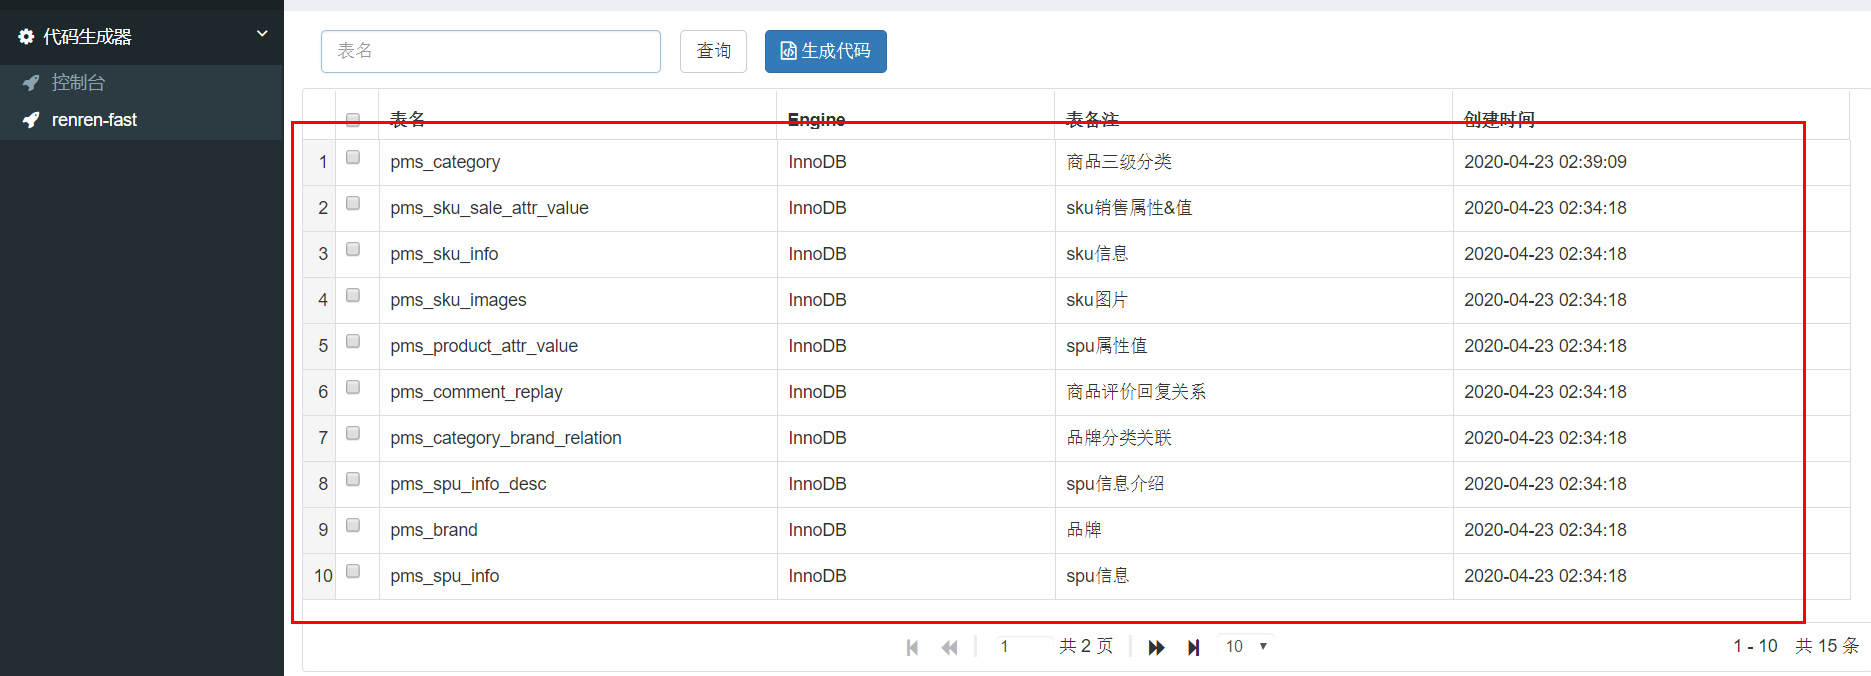 代码生成器
控制台
renren-fast
表名 查询 生成代码
表名 Engine 表备注 创建时间
1 pms_category InnoDB 商品三级分类 2020-04-23 02:39:09
2 pms_sku_sale_attr_value InnoDB sku销售属性&值 2020-04-23 02:34:18
3 pms_sku_info InnoDB sku信息 2020-04-23 02:34:18
4 pms_sku_images InnoDB sku图片 2020-04-23 02:34:18
5 pms_product_attr_value InnoDB spu属性值 2020-04-23 02:34:18
6 pms_comment_replay InnoDB 商品评价回复关系 2020-04-23 02:34:18
7 pms_category_brand_relation InnoDB 品牌分类关联 2020-04-23 02:34:18
8 pms_spu_info_desc InnoDB spu信息介绍 2020-04-23 02:34:18
9 pms_brand InnoDB 品牌 2020-04-23 02:34:18
10 pms_spu_info InnoDB spu信息 2020-04-23 02:34:18
1 共 2 页 10 1 - 10 共 15 条